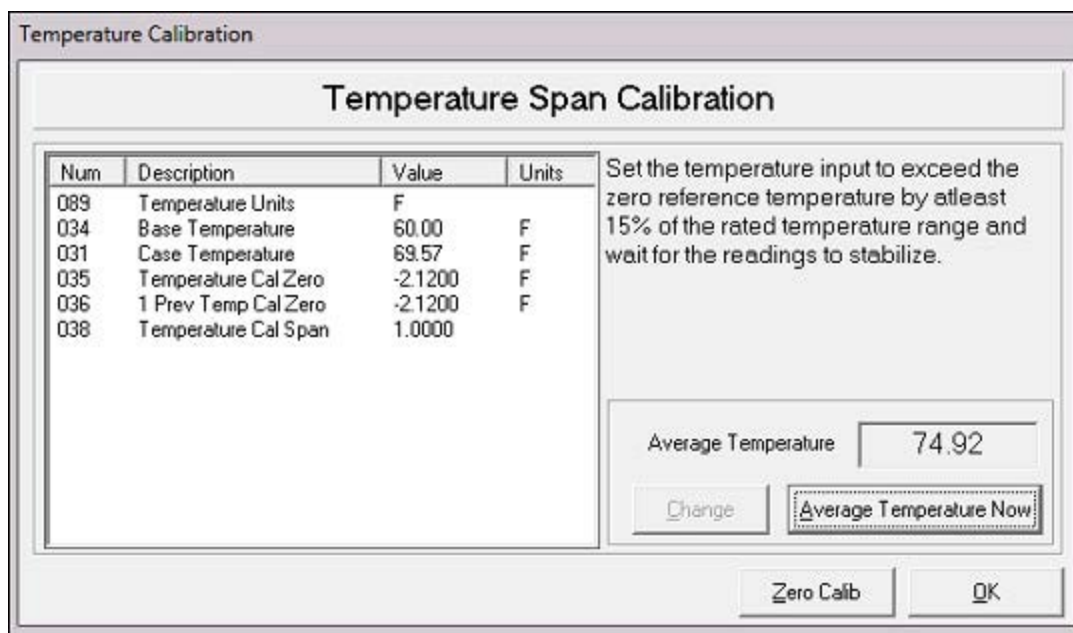 Temperature Calibration
Temperature Span Calibration
Num Description Value Units
089 Temperature Units F
034 Base Temperature 60.00 F
031 Case Temperature 69.57 F
035 Temperature Cal Zero -2.1200 F
036 1 Prev Temp Cal Zero -2.1200 F
038 Temperature Cal Span 1.0000
Set the temperature input to exceed the
zero reference temperature by atleast
15% of the rated temperature range and
wait for the readings to stabilize.
Average Temperature 74.92
Change Average Temperature Now
Zero Calib OK